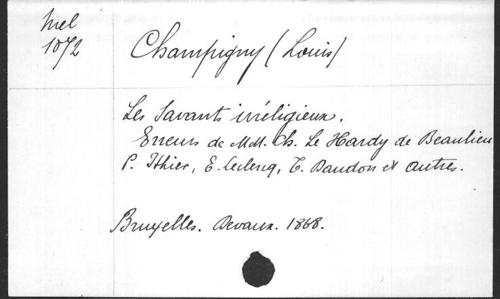 Mel
1072
Champigny (Louis)
Les Savants irréligieux.
Erreurs de MM. Ch. Le Hardy de Beaulieu
P. Ithier, E. Leclercq, T. Daudon et autres.
Bruxelles. Devaux. 1868.